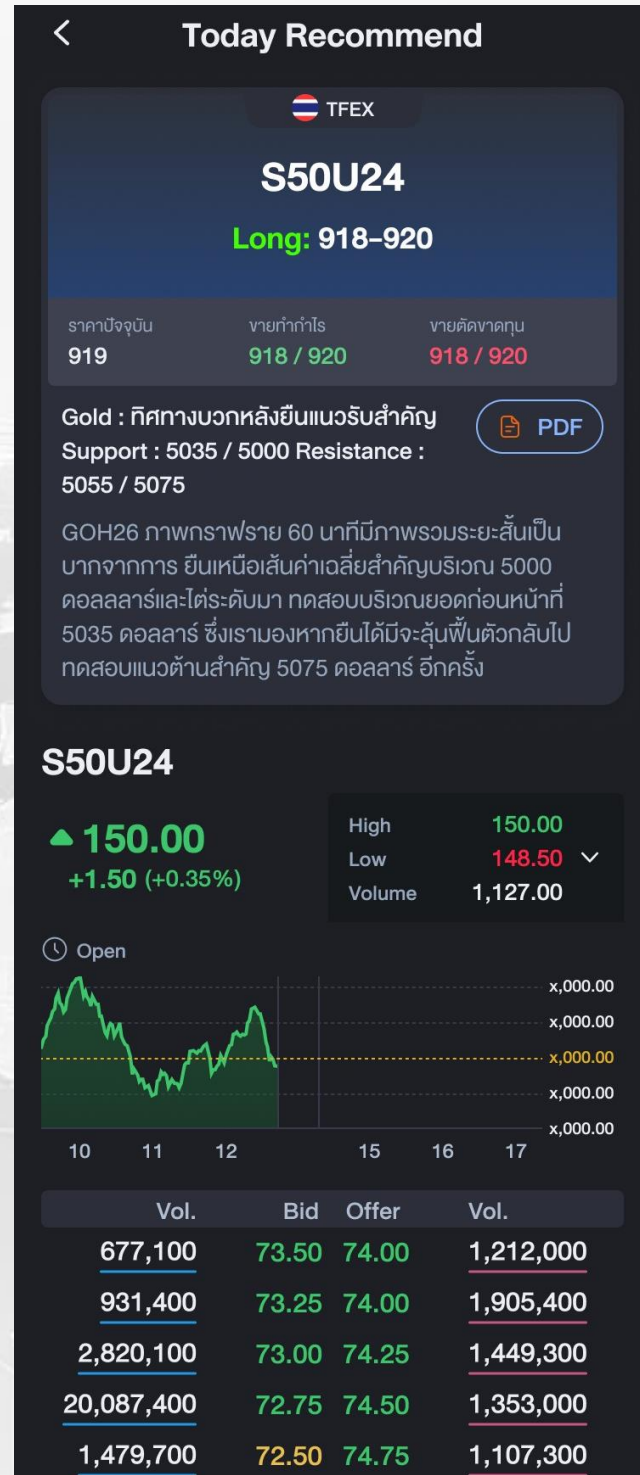 Today Recommend
TFEX
S50U24
Long: 918-920
ราคาปัจจุบัน ขายทำกำไร ขายตัดขาดทุน
919 918 / 920 918 / 920
Gold : ทิศทางบวกหลังยืนแนวรับสำคัญ
Support : 5035 / 5000 Resistance :
5055 / 5075
PDF
GOH26 ภาพกราฟราย 60 นาทีมีภาพรวมระยะสั้นเป็น
บากจากการ ยืนเหนือเส้นค่าเฉลี่ยสำคัญบริเวณ 5000
ดอลลลาร์และไต่ระดับมา ทดสอบบริเวณยอดก่อนหน้าที่
5035 ดอลลาร์ ซึ่งเรามองหากยืนได้มีจะลุ้นฟื้นตัวกลับไป
ทดสอบแนวต้านสำคัญ 5075 ดอลลาร์ อีกครั้ง
S50U24
150.00
+1.50 (+0.35%)
High 150.00
Low 148.50
Volume 1,127.00
Open
x,000.00
x,000.00
x,000.00
x,000.00
x,000.00
10 11 12 15 16 17
Vol. Bid Offer Vol.
677,100 73.50 74.00 1,212,000
931,400 73.25 74.00 1,905,400
2,820,100 73.00 74.25 1,449,300
20,087,400 72.75 74.50 1,353,000
1,479,700 72.50 74.75 1,107,300